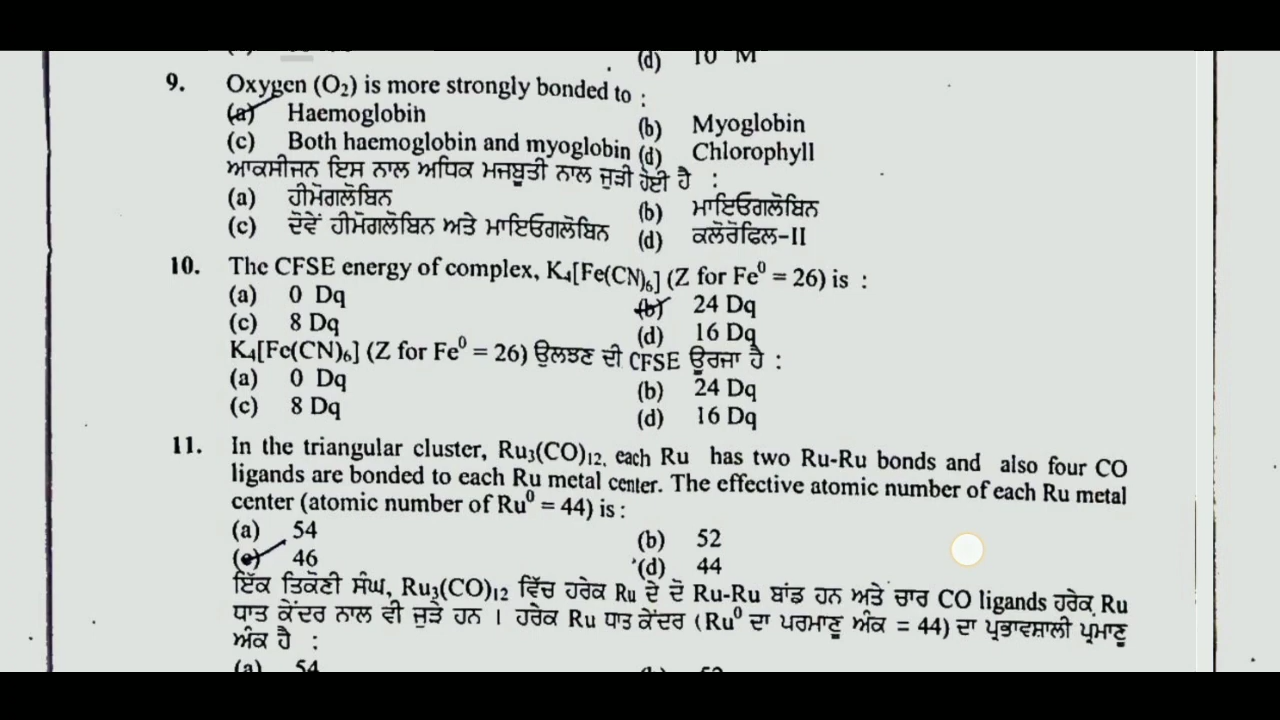 (d) 10 M
9. Oxygen (O₂) is more strongly bonded to :
(a) Haemoglobin
(b) Myoglobin
(c) Both haemoglobin and myoglobin
(d) Chlorophyll
ਆਕਸੀਜਨ ਇਸ ਨਾਲ ਅਧਿਕ ਮਜਬੂਤੀ ਨਾਲ ਜੁੜੀ ਹੋਈ ਹੈ :
(a) ਹੀਮੋਗਲੋਬਿਨ
(b) ਮਾਇਓਗਲੋਬਿਨ
(c) ਦੋਵੇਂ ਹੀਮੋਗਲੋਬਿਨ ਅਤੇ ਮਾਇਓਗਲੋਬਿਨ
(d) ਕਲੋਰੋਫਿਲ-II
10. The CFSE energy of complex, K₄[Fe(CN)₆] (Z for Fe⁰ = 26) is :
(a) 0 Dq
(b) 24 Dq
(c) 8 Dq
(d) 16 Dq
K₄[Fe(CN)₆] (Z for Fe⁰ = 26) ਉਲਝਣ ਦੀ CFSE ਊਰਜਾ ਹੈ :
(a) 0 Dq
(b) 24 Dq
(c) 8 Dq
(d) 16 Dq
11. In the triangular cluster, Ru₃(CO)₁₂, each Ru has two Ru-Ru bonds and also four CO
ligands are bonded to each Ru metal center. The effective atomic number of each Ru metal
center (atomic number of Ru⁰ = 44) is :
(a) 54
(b) 52
(c) 46
(d) 44
ਇੱਕ ਤਿਕੋਣੀ ਸੰਘ, Ru₃(CO)₁₂ ਵਿੱਚ ਹਰੇਕ Ru ਦੇ ਦੋ Ru-Ru ਬਾਂਡ ਹਨ ਅਤੇ ਚਾਰ CO ligands ਹਰੇਕ Ru
ਧਾਤ ਕੇਂਦਰ ਨਾਲ ਵੀ ਜੁੜੇ ਹਨ । ਹਰੇਕ Ru ਧਾਤ ਕੇਂਦਰ (Ru⁰ ਦਾ ਪਰਮਾਣੂ ਅੰਕ = 44) ਦਾ ਪ੍ਰਭਾਵਸ਼ਾਲੀ ਪ੍ਰਮਾਣੂ
ਅੰਕ ਹੈ :
(a) 54
52